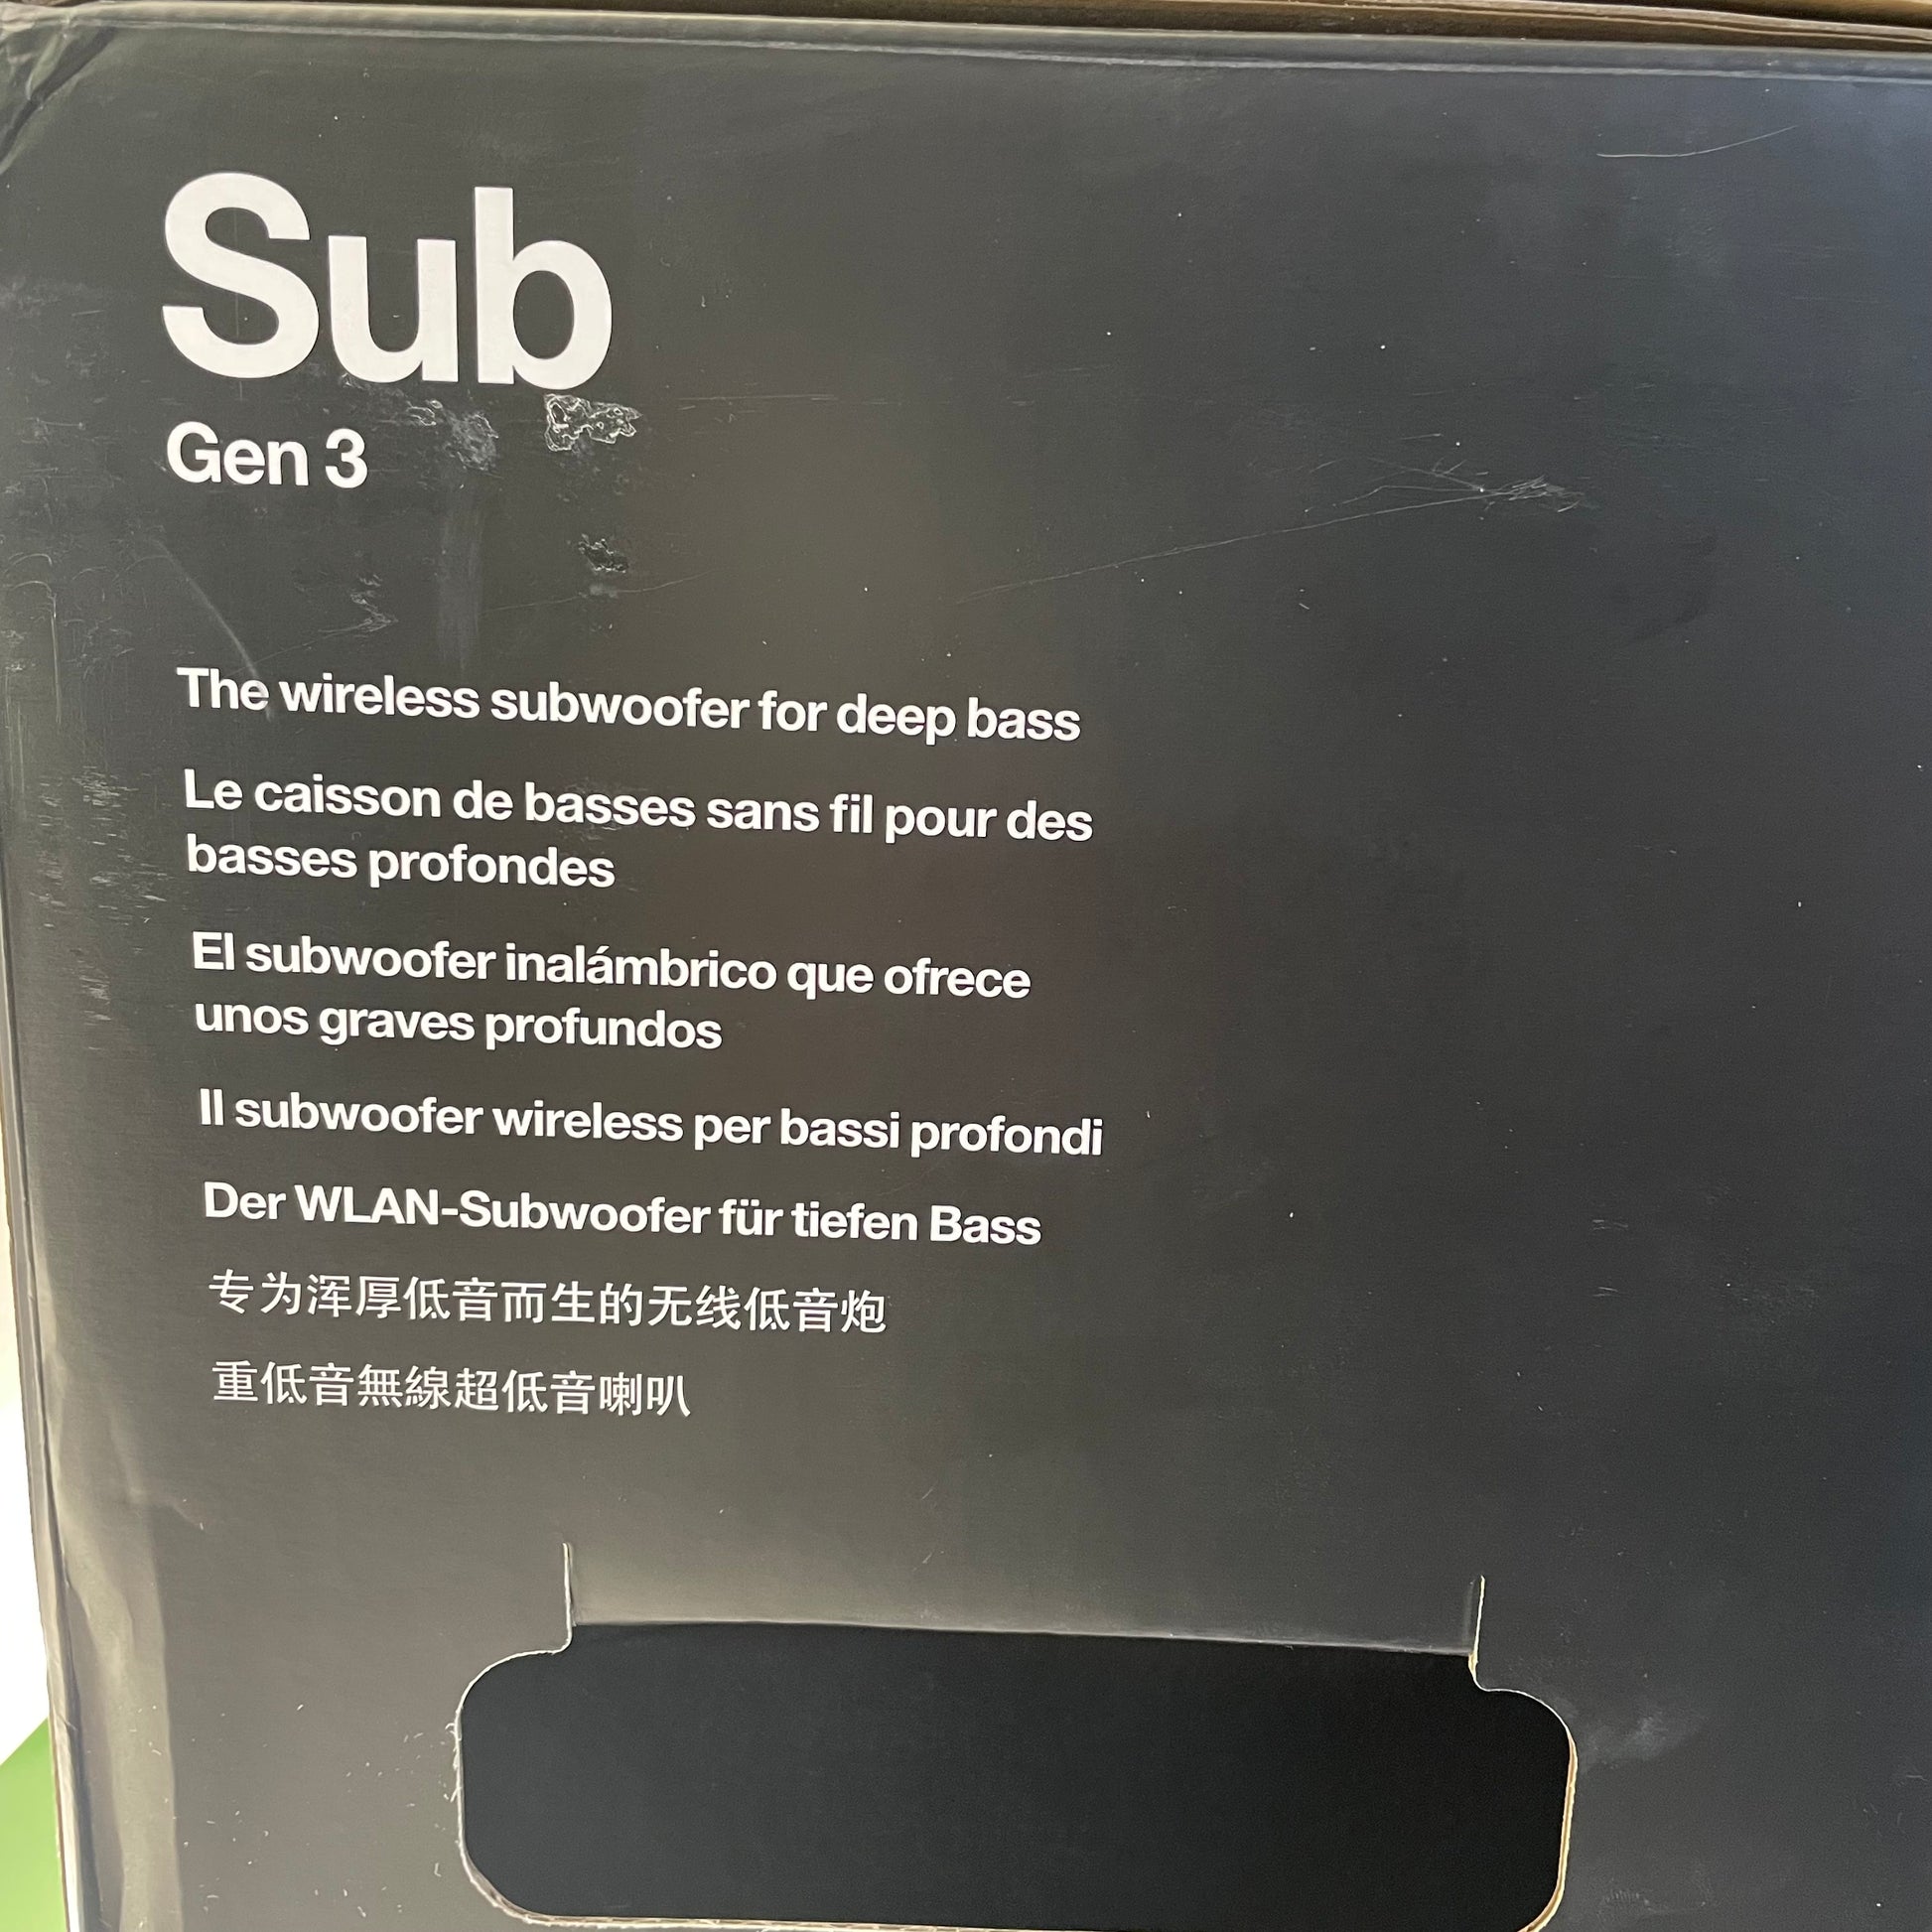 Sub
Gen 3
The wireless subwoofer for deep bass
Le caisson de basses sans fil pour des
basses profondes
El subwoofer inalámbrico que ofrece
unos graves profundos
Il subwoofer wireless per bassi profondi
Der WLAN-Subwoofer für tiefen Bass
专为浑厚低音而生的无线低音炮
重低音無線超低音喇叭